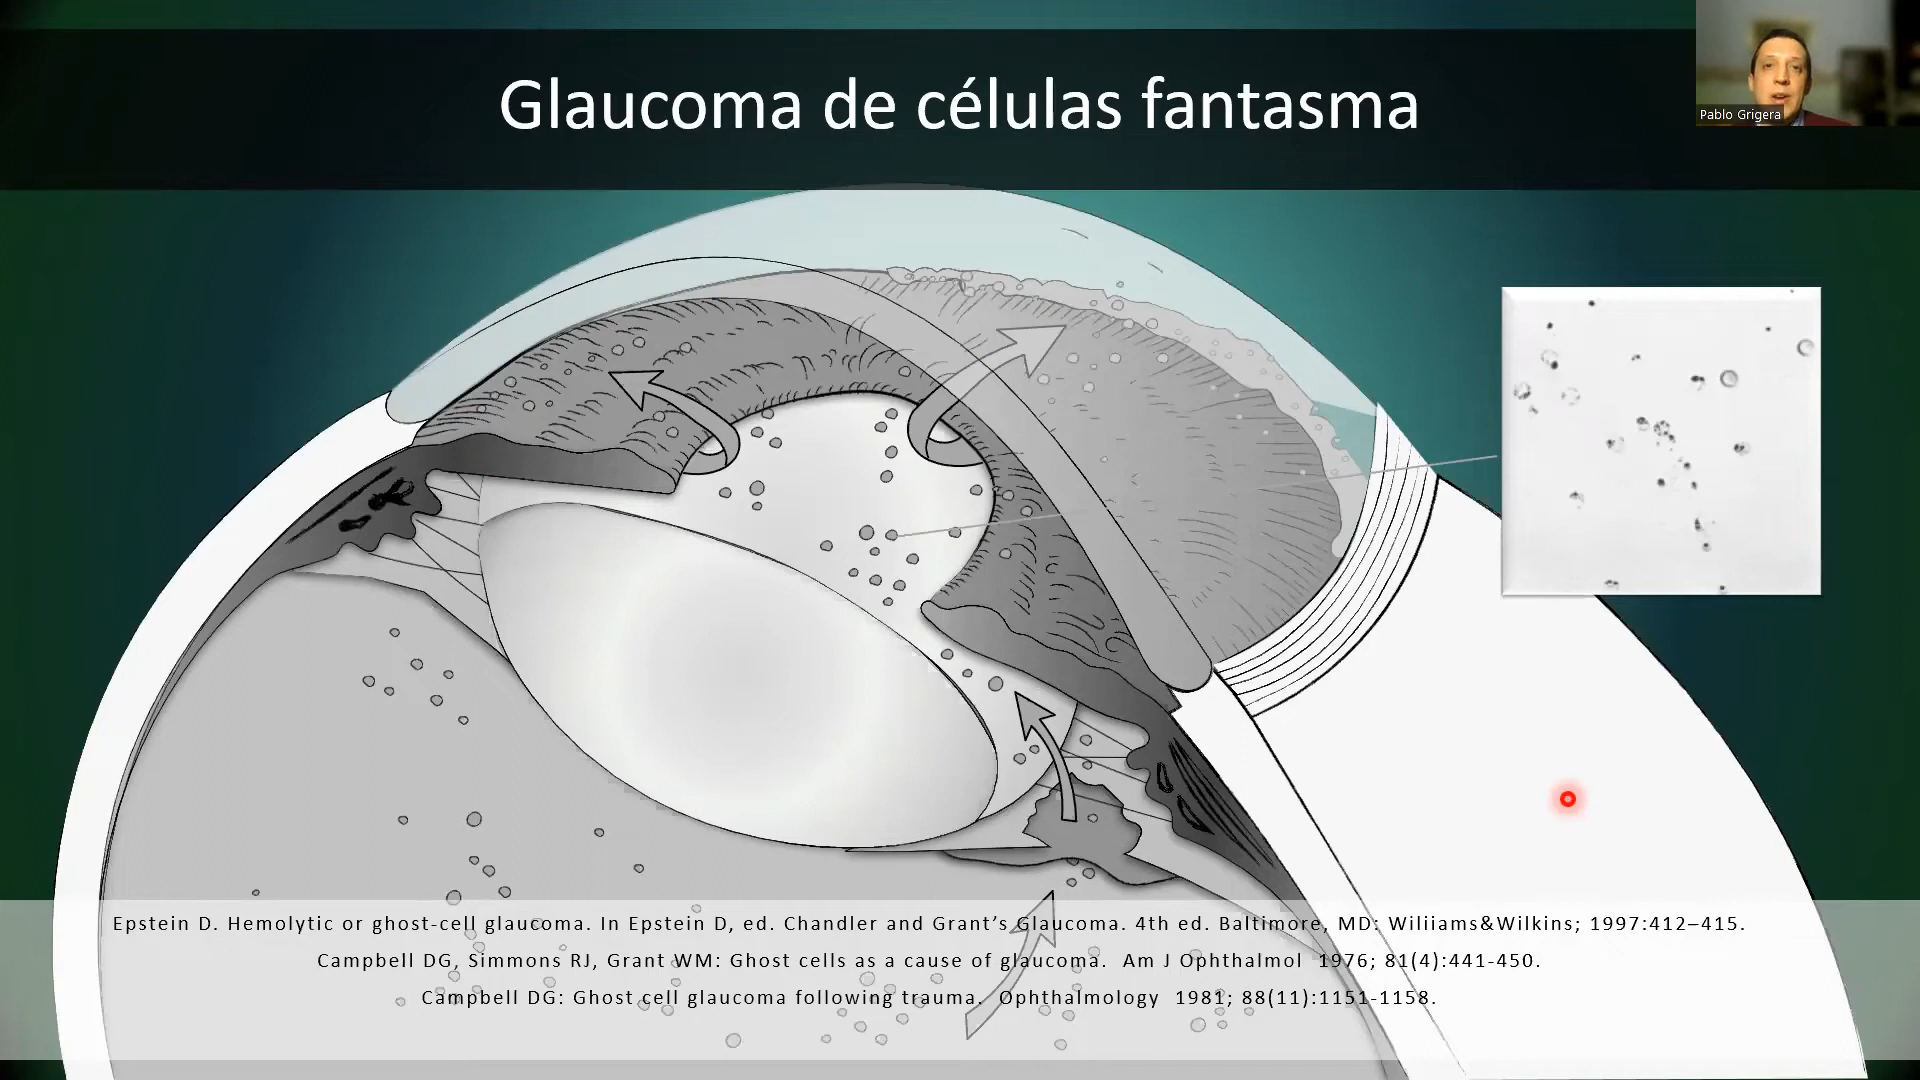 Glaucoma de células fantasma
Pablo Grigera
Epstein D. Hemolytic or ghost-cell glaucoma. In Epstein D, ed. Chandler and Grant’s Glaucoma. 4th ed. Baltimore, MD: Wiliiams&Wilkins; 1997:412–415.
Campbell DG, Simmons RJ, Grant WM: Ghost cells as a cause of glaucoma. Am J Ophthalmol 1976; 81(4):441-450.
Campbell DG: Ghost cell glaucoma following trauma. Ophthalmology 1981; 88(11):1151-1158.